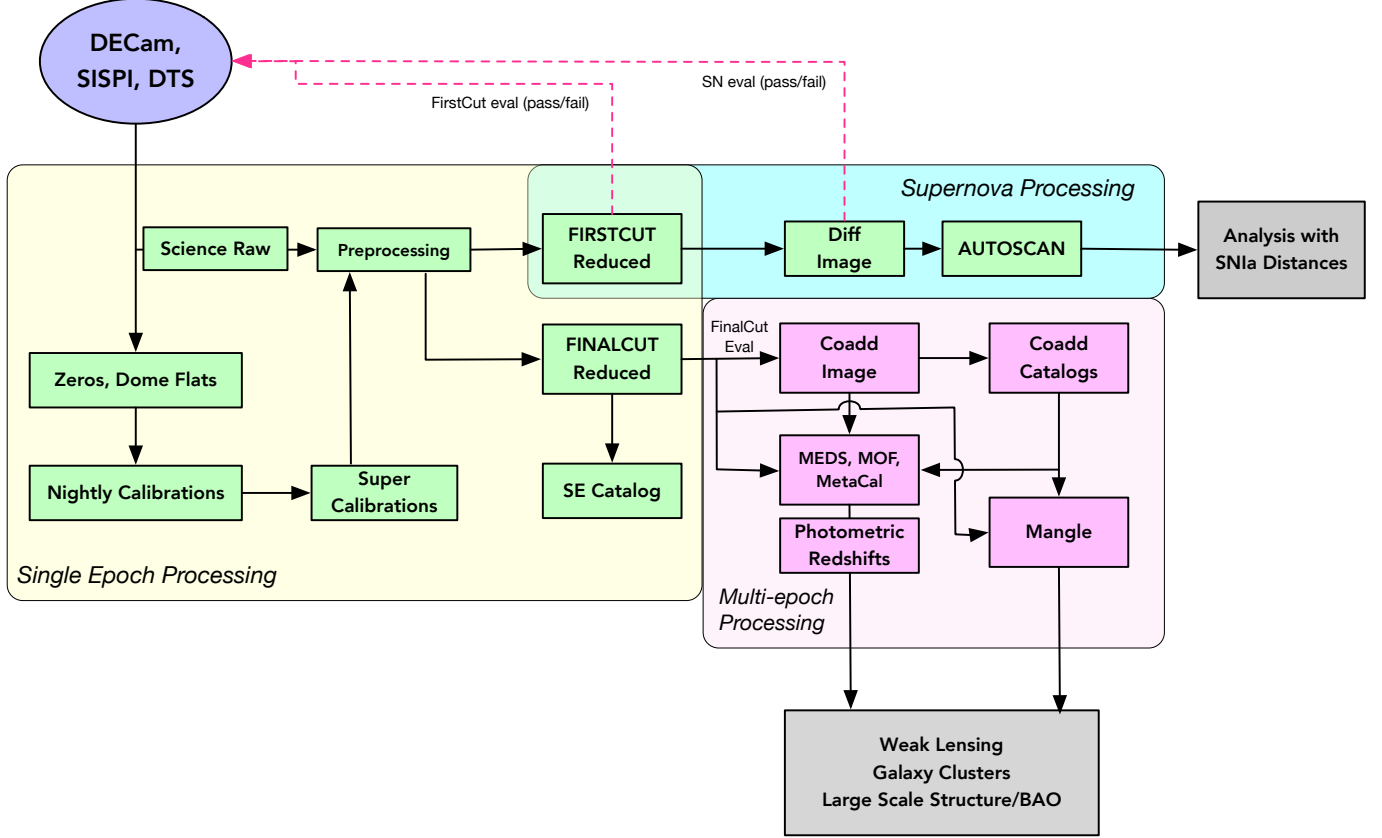 DECam,
SISPI, DTS
SN eval (pass/fail)
FirstCut eval (pass/fail)
Supernova Processing
Science Raw
Preprocessing
FIRSTCUT
Reduced
Diff
Image
AUTOSCAN
Analysis with
SNIa Distances
Zeros, Dome Flats
FINALCUT
Reduced
FinalCut
Eval
Coadd
Image
Coadd
Catalogs
Nightly Calibrations
Super
Calibrations
SE Catalog
MEDS, MOF,
MetaCal
Photometric
Redshifts
Mangle
Single Epoch Processing
Multi-epoch
Processing
Weak Lensing
Galaxy Clusters
Large Scale Structure/BAO